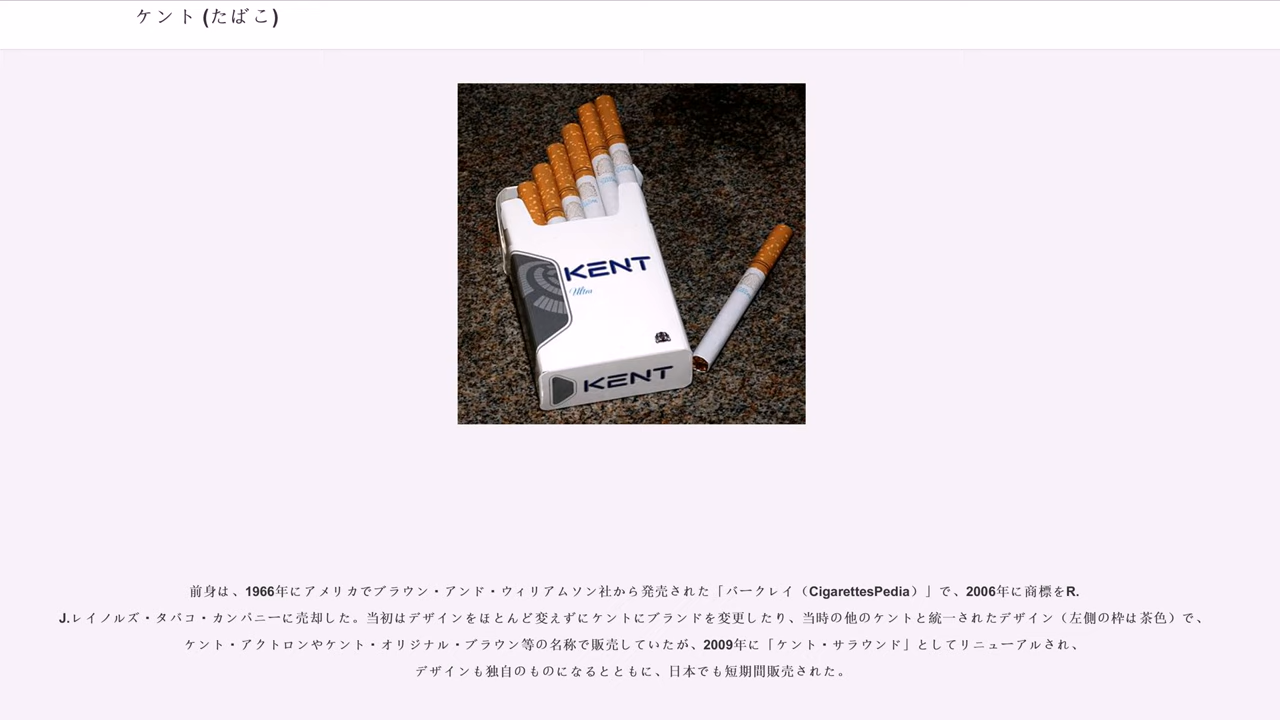 ケント (たばこ)
KENT
Ultra
KENT
前身は、1966年にアメリカでブラウン・アンド・ウィリアムソン社から発売された「バークレイ（CigarettesPedia）」で、2006年に商標をR.
J.レイノルズ・タバコ・カンパニーに売却した。当初はデザインをほとんど変えずにケントにブランドを変更したり、当時の他のケントと統一されたデザイン（左側の枠は茶色）で、
ケント・アクトロンやケント・オリジナル・ブラウン等の名称で販売していたが、2009年に「ケント・サラウンド」としてリニューアルされ、
デザインも独自のものになるとともに、日本でも短期間販売された。